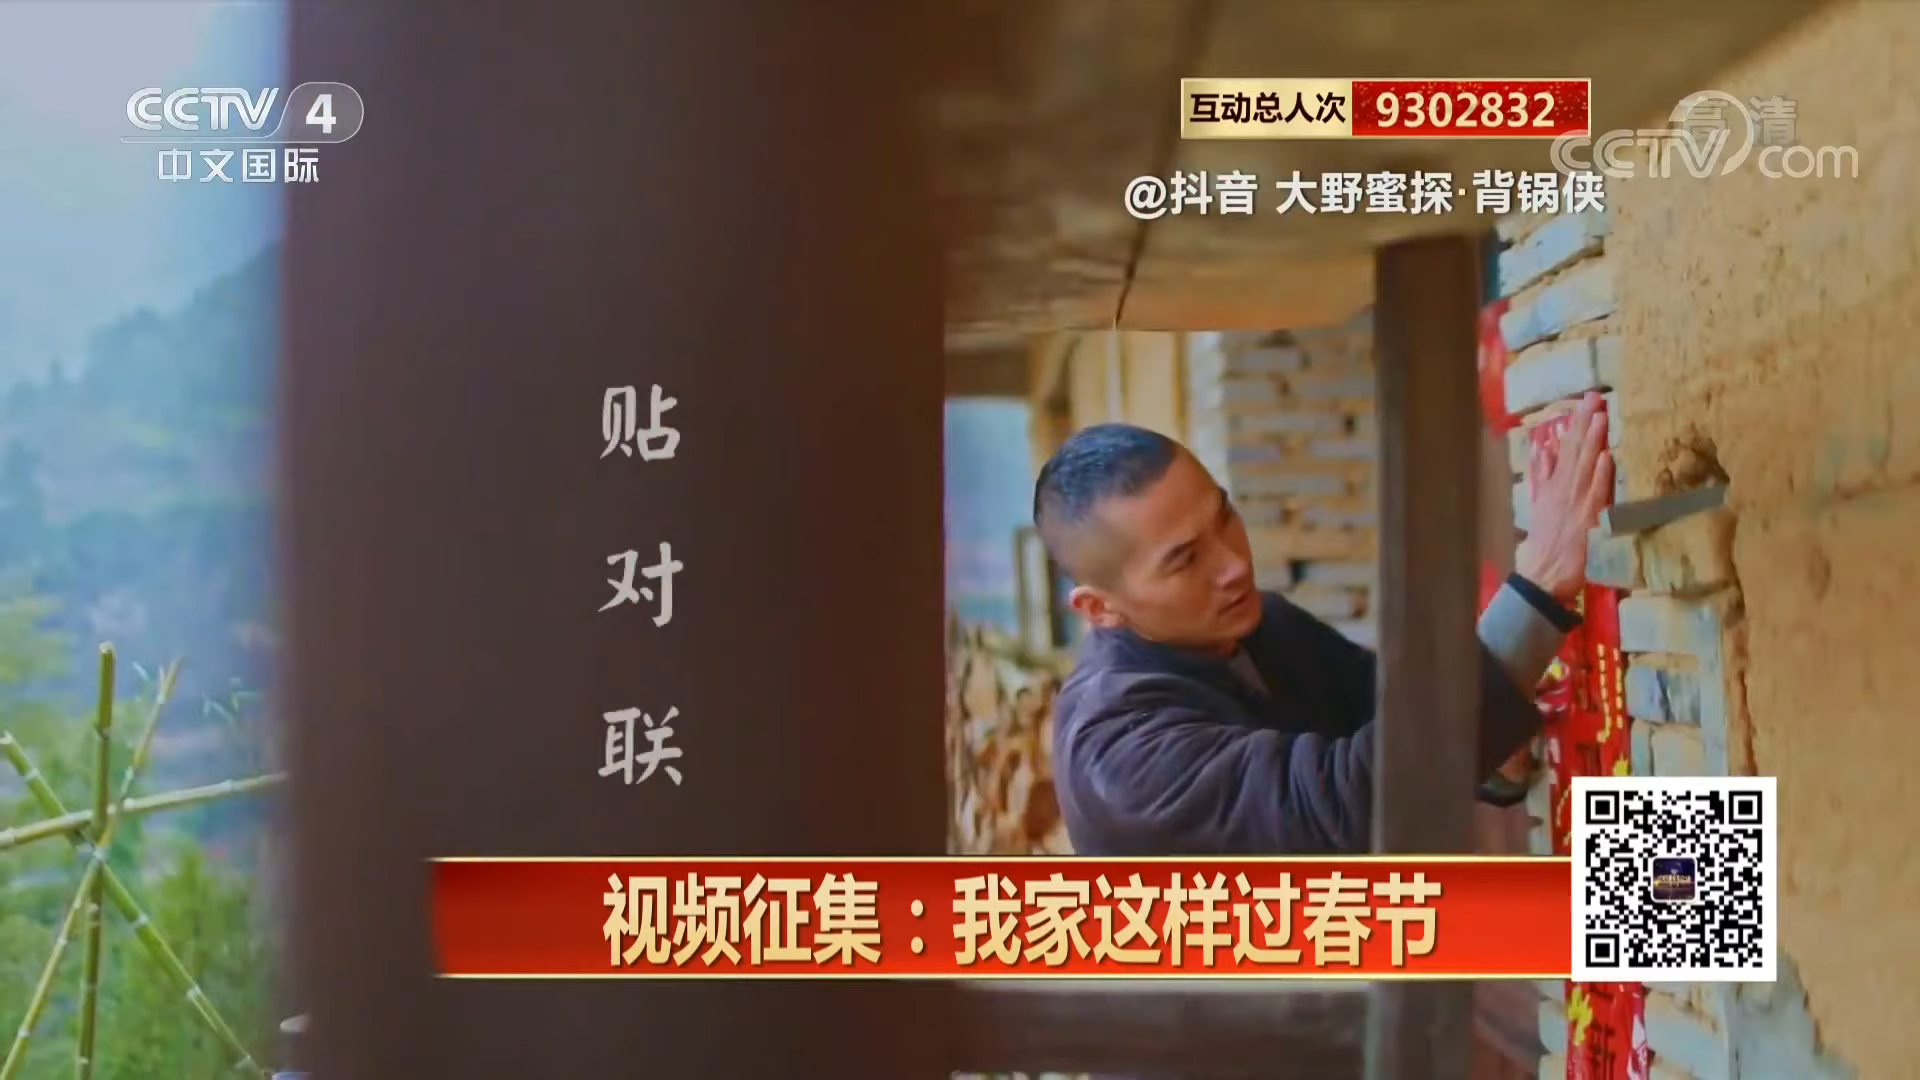 CCTV 4
中文国际
互动总人次 9302832
高清
CCTV com
@抖音 大野蜜探·背锅侠
贴
对
联
视频征集：我家这样过春节
新